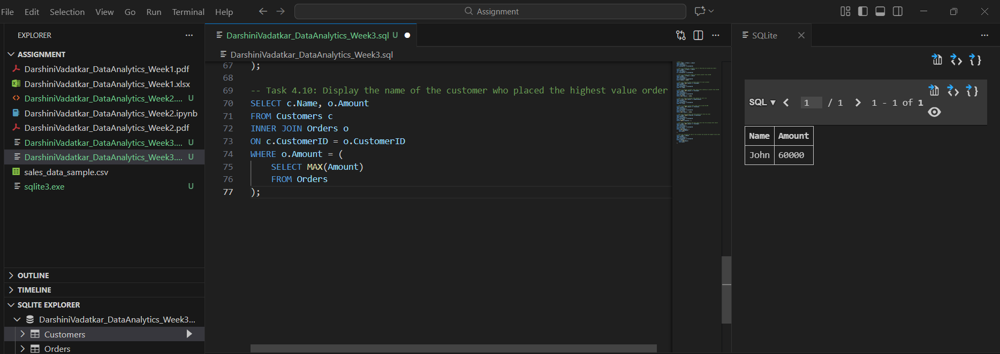 File Edit Selection View Go Run Terminal Help
Assignment
EXPLORER
ASSIGNMENT
DarshiniVadatkar_DataAnalytics_Week1.pdf
DarshiniVadatkar_DataAnalytics_Week1.xlsx
DarshiniVadatkar_DataAnalytics_Week2.... U
DarshiniVadatkar_DataAnalytics_Week2.ipynb
DarshiniVadatkar_DataAnalytics_Week2.pdf
DarshiniVadatkar_DataAnalytics_Week3.... U
DarshiniVadatkar_DataAnalytics_Week3.... U
sales_data_sample.csv
sqlite3.exe U
OUTLINE
TIMELINE
SQLITE EXPLORER
DarshiniVadatkar_DataAnalytics_Week3...
Customers
Orders
DarshiniVadatkar_DataAnalytics_Week3.sql U
DarshiniVadatkar_DataAnalytics_Week3.sql
67 );
68
69 -- Task 4.10: Display the name of the customer who placed the highest value order
70 SELECT c.Name, o.Amount
71 FROM Customers c
72 INNER JOIN Orders o
73 ON c.CustomerID = o.CustomerID
74 WHERE o.Amount = (
75 SELECT MAX(Amount)
76 FROM Orders
77 );
SQLite
SQL 1 / 1 1 - 1 of 1
Name Amount
John 60000